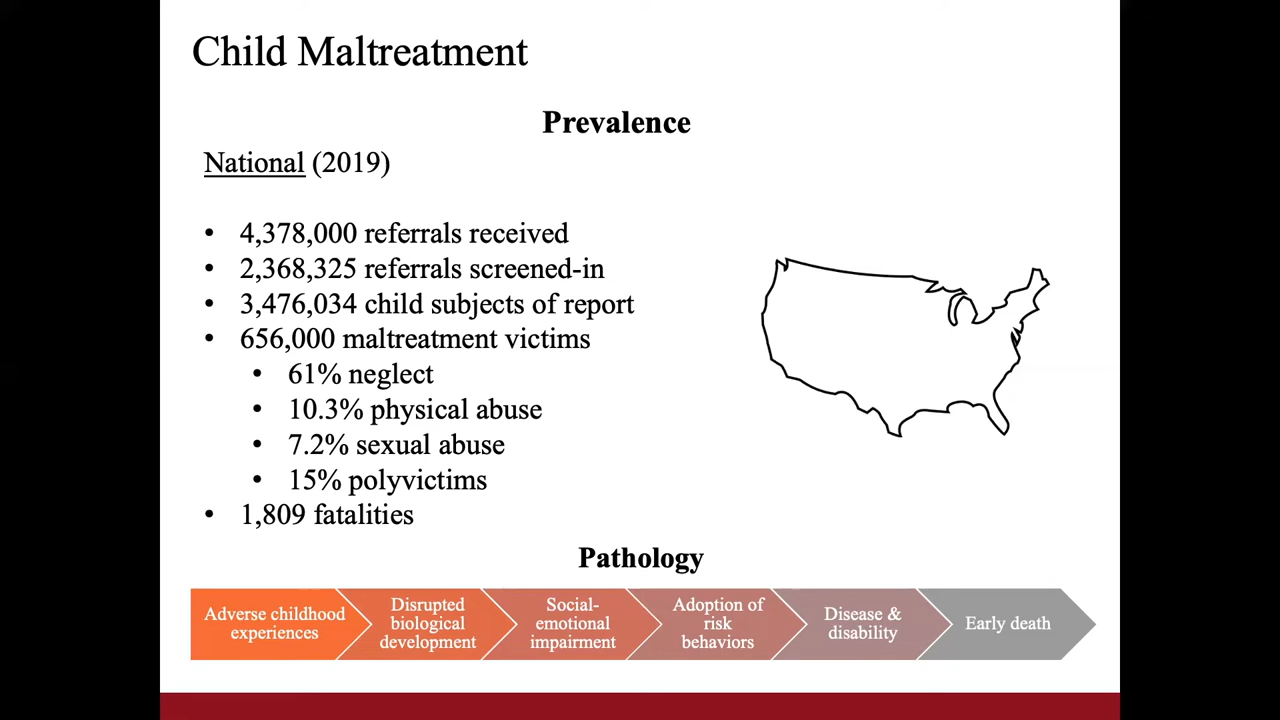 Child Maltreatment
Prevalence
National (2019)
• 4,378,000 referrals received
• 2,368,325 referrals screened-in
• 3,476,034 child subjects of report
• 656,000 maltreatment victims
• 61% neglect
• 10.3% physical abuse
• 7.2% sexual abuse
• 15% polyvictims
• 1,809 fatalities
Pathology
Adverse childhood
experiences
Disrupted
biological
development
Social-
emotional
impairment
Adoption of
risk
behaviors
Disease &
disability
Early death